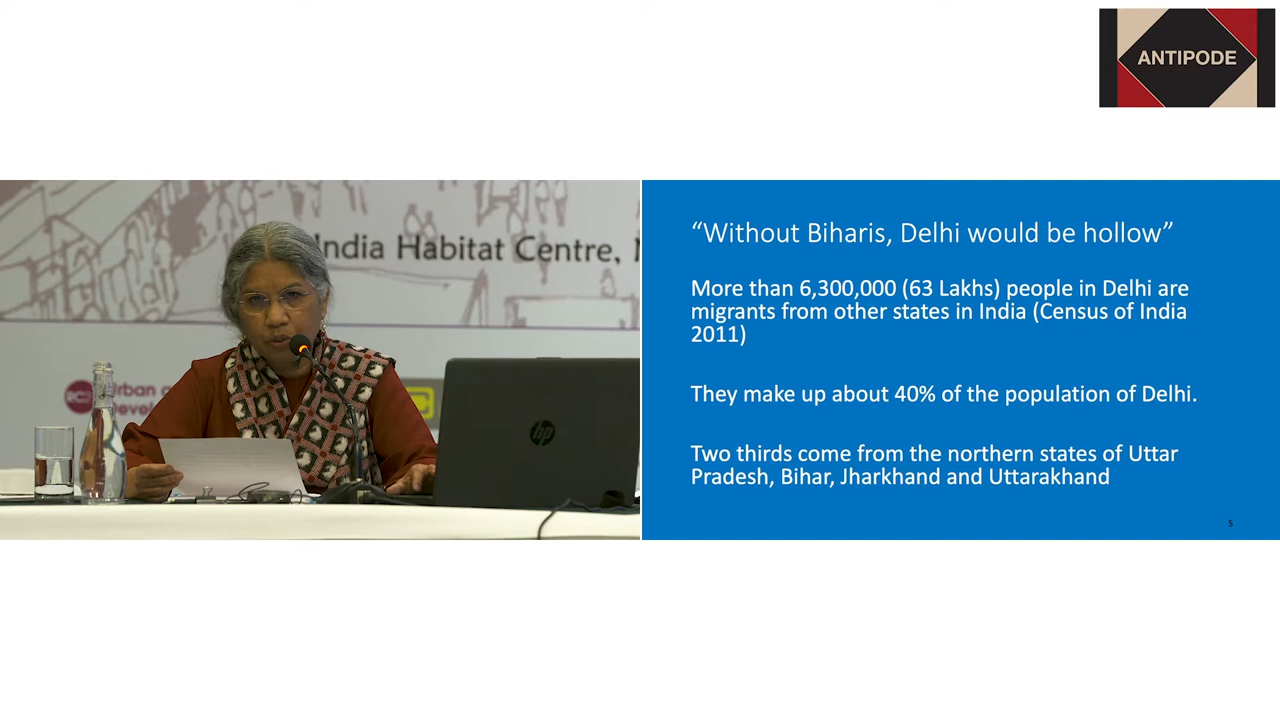 ANTIPODE
India Habitat Centre,
Urban
hp
“Without Biharis, Delhi would be hollow”
More than 6,300,000 (63 Lakhs) people in Delhi are
migrants from other states in India (Census of India
2011)
They make up about 40% of the population of Delhi.
Two thirds come from the northern states of Uttar
Pradesh, Bihar, Jharkhand and Uttarakhand
5